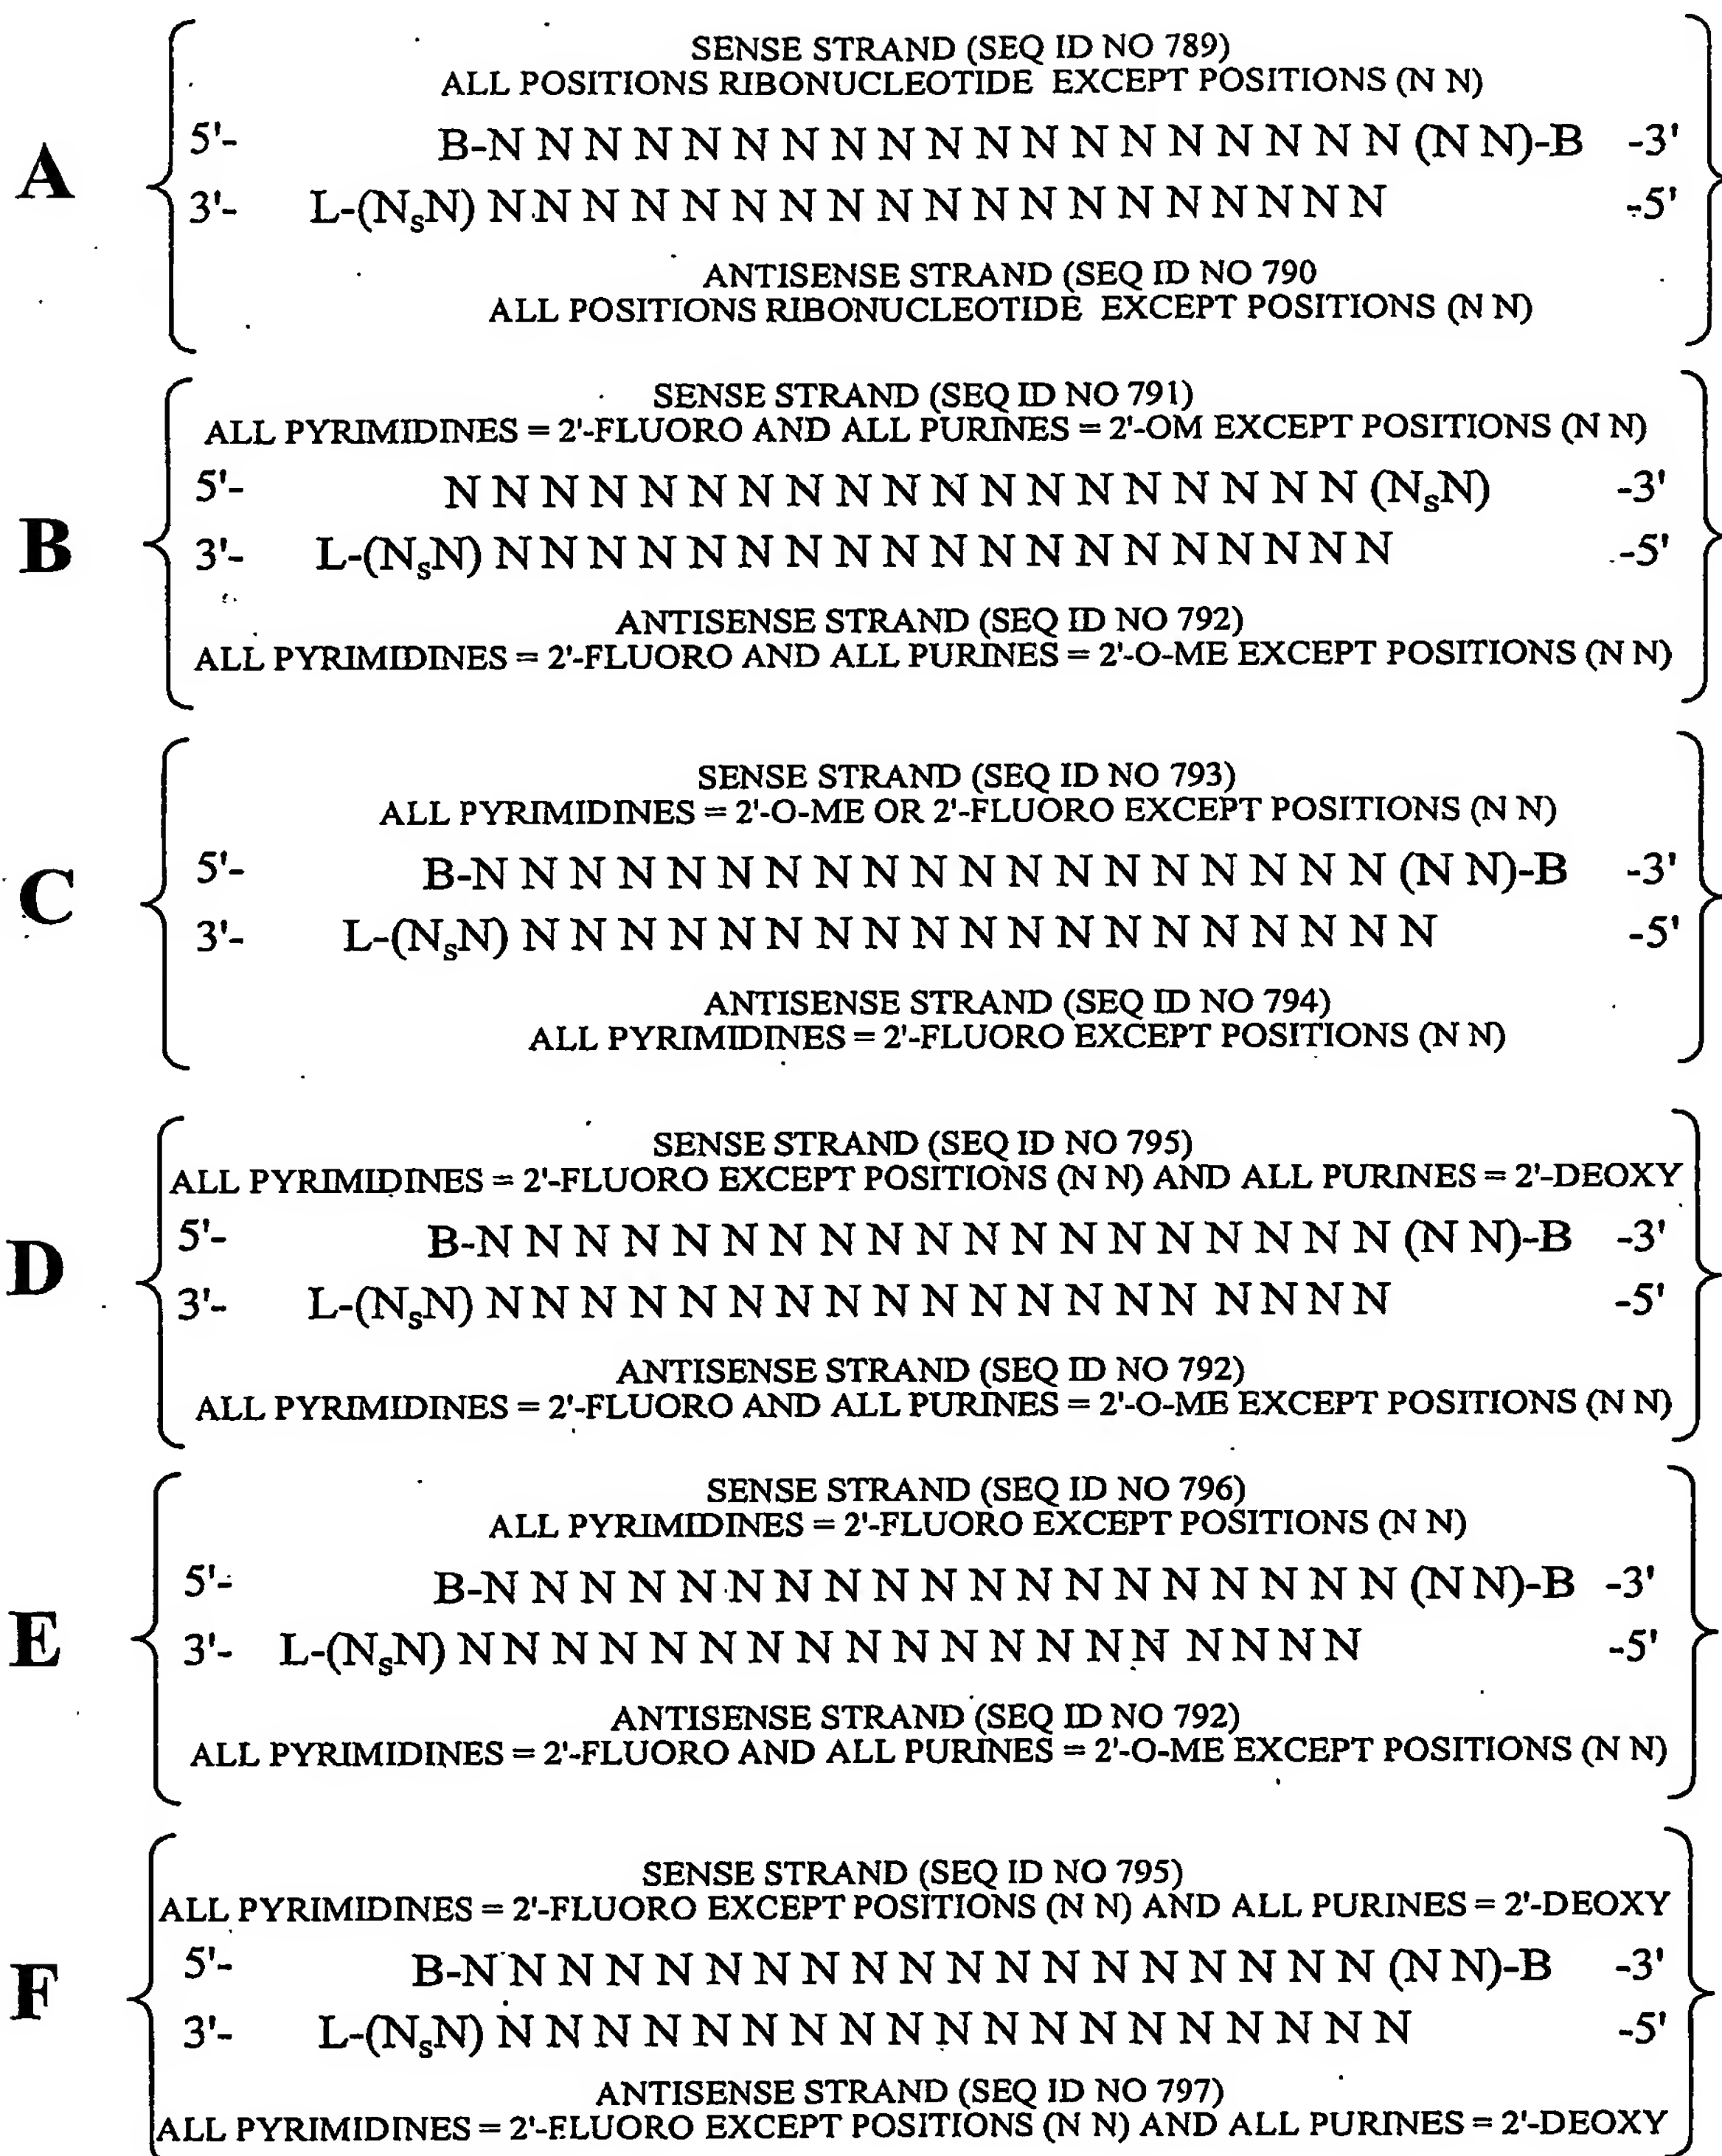 SENSE STRAND (SEQ ID NO 789)
ALL POSITIONS RIBONUCLEOTIDE EXCEPT POSITIONS (N N)
A
5'- B-N N N N N N N N N N N N N N N N N N N (N N)-B -3'
3'- L-(NsN) N N N N N N N N N N N N N N N N N N N -5'
ANTISENSE STRAND (SEQ ID NO 790
ALL POSITIONS RIBONUCLEOTIDE EXCEPT POSITIONS (N N)
SENSE STRAND (SEQ ID NO 791)
ALL PYRIMIDINES = 2'-FLUORO AND ALL PURINES = 2'-OM EXCEPT POSITIONS (N N)
B
5'- N N N N N N N N N N N N N N N N N N N (NsN) -3'
3'- L-(NsN) N N N N N N N N N N N N N N N N N N N -5'
ANTISENSE STRAND (SEQ ID NO 792)
ALL PYRIMIDINES = 2'-FLUORO AND ALL PURINES = 2'-O-ME EXCEPT POSITIONS (N N)
SENSE STRAND (SEQ ID NO 793)
ALL PYRIMIDINES = 2'-O-ME OR 2'-FLUORO EXCEPT POSITIONS (N N)
C
5'- B-N N N N N N N N N N N N N N N N N N N (N N)-B -3'
3'- L-(NsN) N N N N N N N N N N N N N N N N N N N -5'
ANTISENSE STRAND (SEQ ID NO 794)
ALL PYRIMIDINES = 2'-FLUORO EXCEPT POSITIONS (N N)
SENSE STRAND (SEQ ID NO 795)
ALL PYRIMIDINES = 2'-FLUORO EXCEPT POSITIONS (N N) AND ALL PURINES = 2'-DEOXY
D
5'- B-N N N N N N N N N N N N N N N N N N N (N N)-B -3'
3'- L-(NsN) N N N N N N N N N N N N N N N N N N N -5'
ANTISENSE STRAND (SEQ ID NO 792)
ALL PYRIMIDINES = 2'-FLUORO AND ALL PURINES = 2'-O-ME EXCEPT POSITIONS (N N)
SENSE STRAND (SEQ ID NO 796)
ALL PYRIMIDINES = 2'-FLUORO EXCEPT POSITIONS (N N)
E
5'- B-N N N N N N N N N N N N N N N N N N N (N N)-B -3'
3'- L-(NsN) N N N N N N N N N N N N N N N N N N N -5'
ANTISENSE STRAND (SEQ ID NO 792)
ALL PYRIMIDINES = 2'-FLUORO AND ALL PURINES = 2'-O-ME EXCEPT POSITIONS (N N)
SENSE STRAND (SEQ ID NO 795)
ALL PYRIMIDINES = 2'-FLUORO EXCEPT POSITIONS (N N) AND ALL PURINES = 2'-DEOXY
F
5'- B-N N N N N N N N N N N N N N N N N N N (N N)-B -3'
3'- L-(NsN) N N N N N N N N N N N N N N N N N N N -5'
ANTISENSE STRAND (SEQ ID NO 797)
ALL PYRIMIDINES = 2'-FLUORO EXCEPT POSITIONS (N N) AND ALL PURINES = 2'-DEOXY